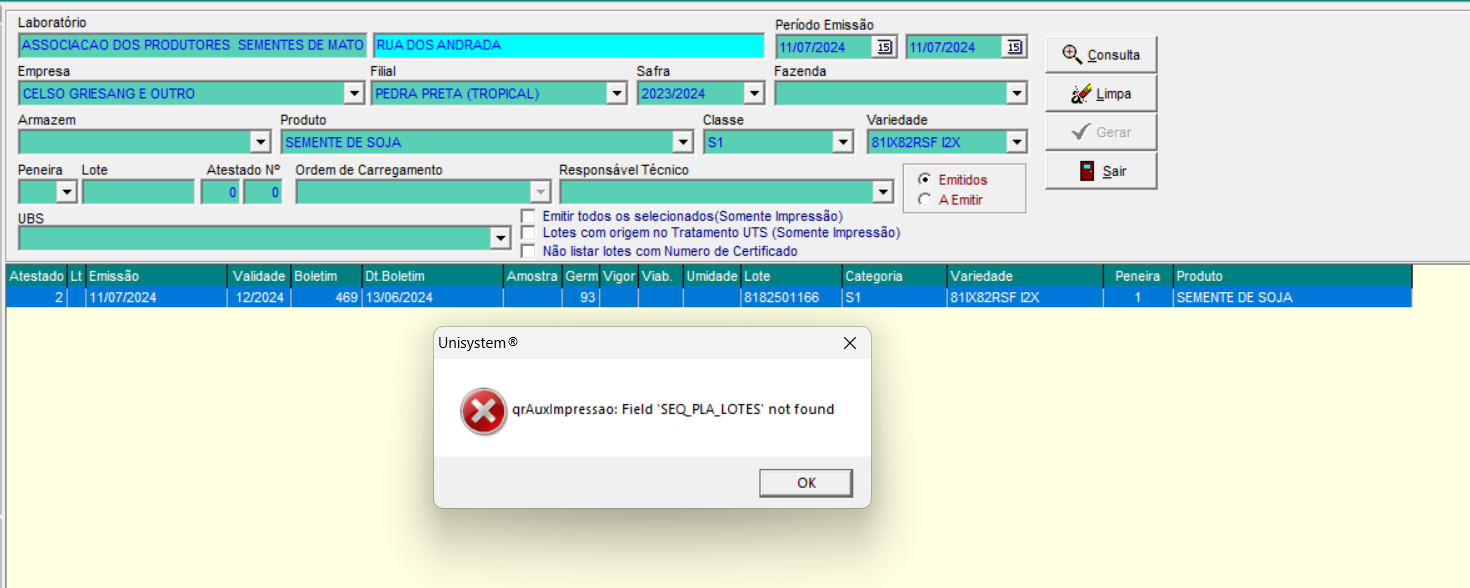 Laboratório
Período Emissão
ASSOCIACAO DOS PRODUTORES SEMENTES DE MATO RUA DOS ANDRADA 11/07/2024 15 11/07/2024 15
Consulta
Empresa Filial Safra Fazenda
CELSO GRIESANG E OUTRO PEDRA PRETA (TROPICAL) 2023/2024
Limpa
Armazem Produto Classe Variedade
SEMENTE DE SOJA S1 81IX82RSF I2X
Gerar
Peneira Lote Atestado Nº Ordem de Carregamento Responsável Técnico
Sair
0 0
Emitidos
A Emitir
UBS
Emitir todos os selecionados(Somente Impressão)
Lotes com origem no Tratamento UTS (Somente Impressão)
Não listar lotes com Numero de Certificado
Atestado Lt Emissão Validade Boletim Dt.Boletim Amostra Germ Vigor Viab. Umidade Lote Categoria Variedade Peneira Produto
2 11/07/2024 12/2024 469 13/06/2024 93 8182501166 S1 81IX82RSF I2X 1 SEMENTE DE SOJA
Unisystem®
qrAuxImpressao: Field 'SEQ_PLA_LOTES' not found
OK